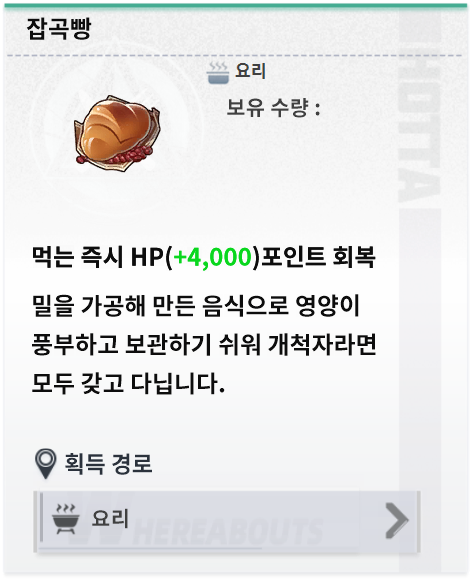 잡곡빵
요리
보유 수량 :
HOTTA
먹는 즉시 HP(+4,000)포인트 회복
밀을 가공해 만든 음식으로 영양이
풍부하고 보관하기 쉬워 개척자라면
모두 갖고 다닙니다.
획득 경로
요리
HEREABOUTS